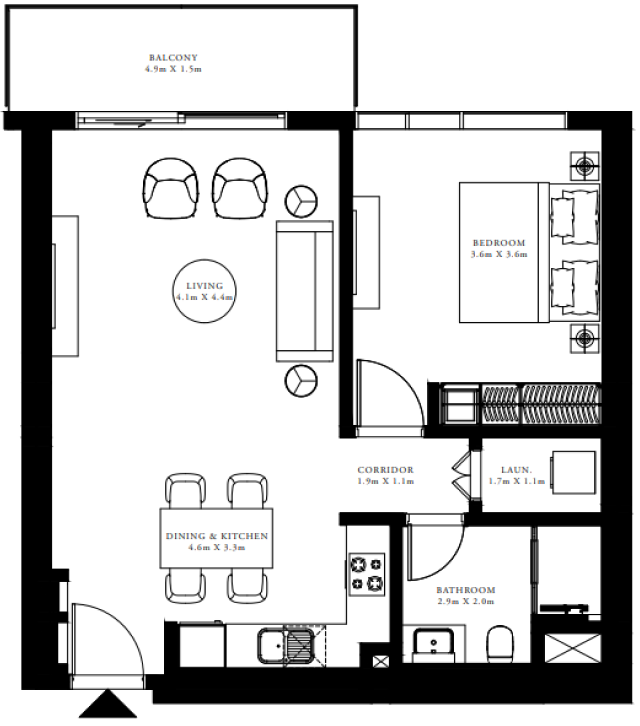 BALCONY
4.9m X 1.5m
BEDROOM
3.6m X 3.6m
LIVING
4.1m X 4.4m
CORRIDOR
1.9m X 1.1m
LAUN.
1.7m X 1.1m
DINING & KITCHEN
4.6m X 3.3m
BATHROOM
2.9m X 2.0m